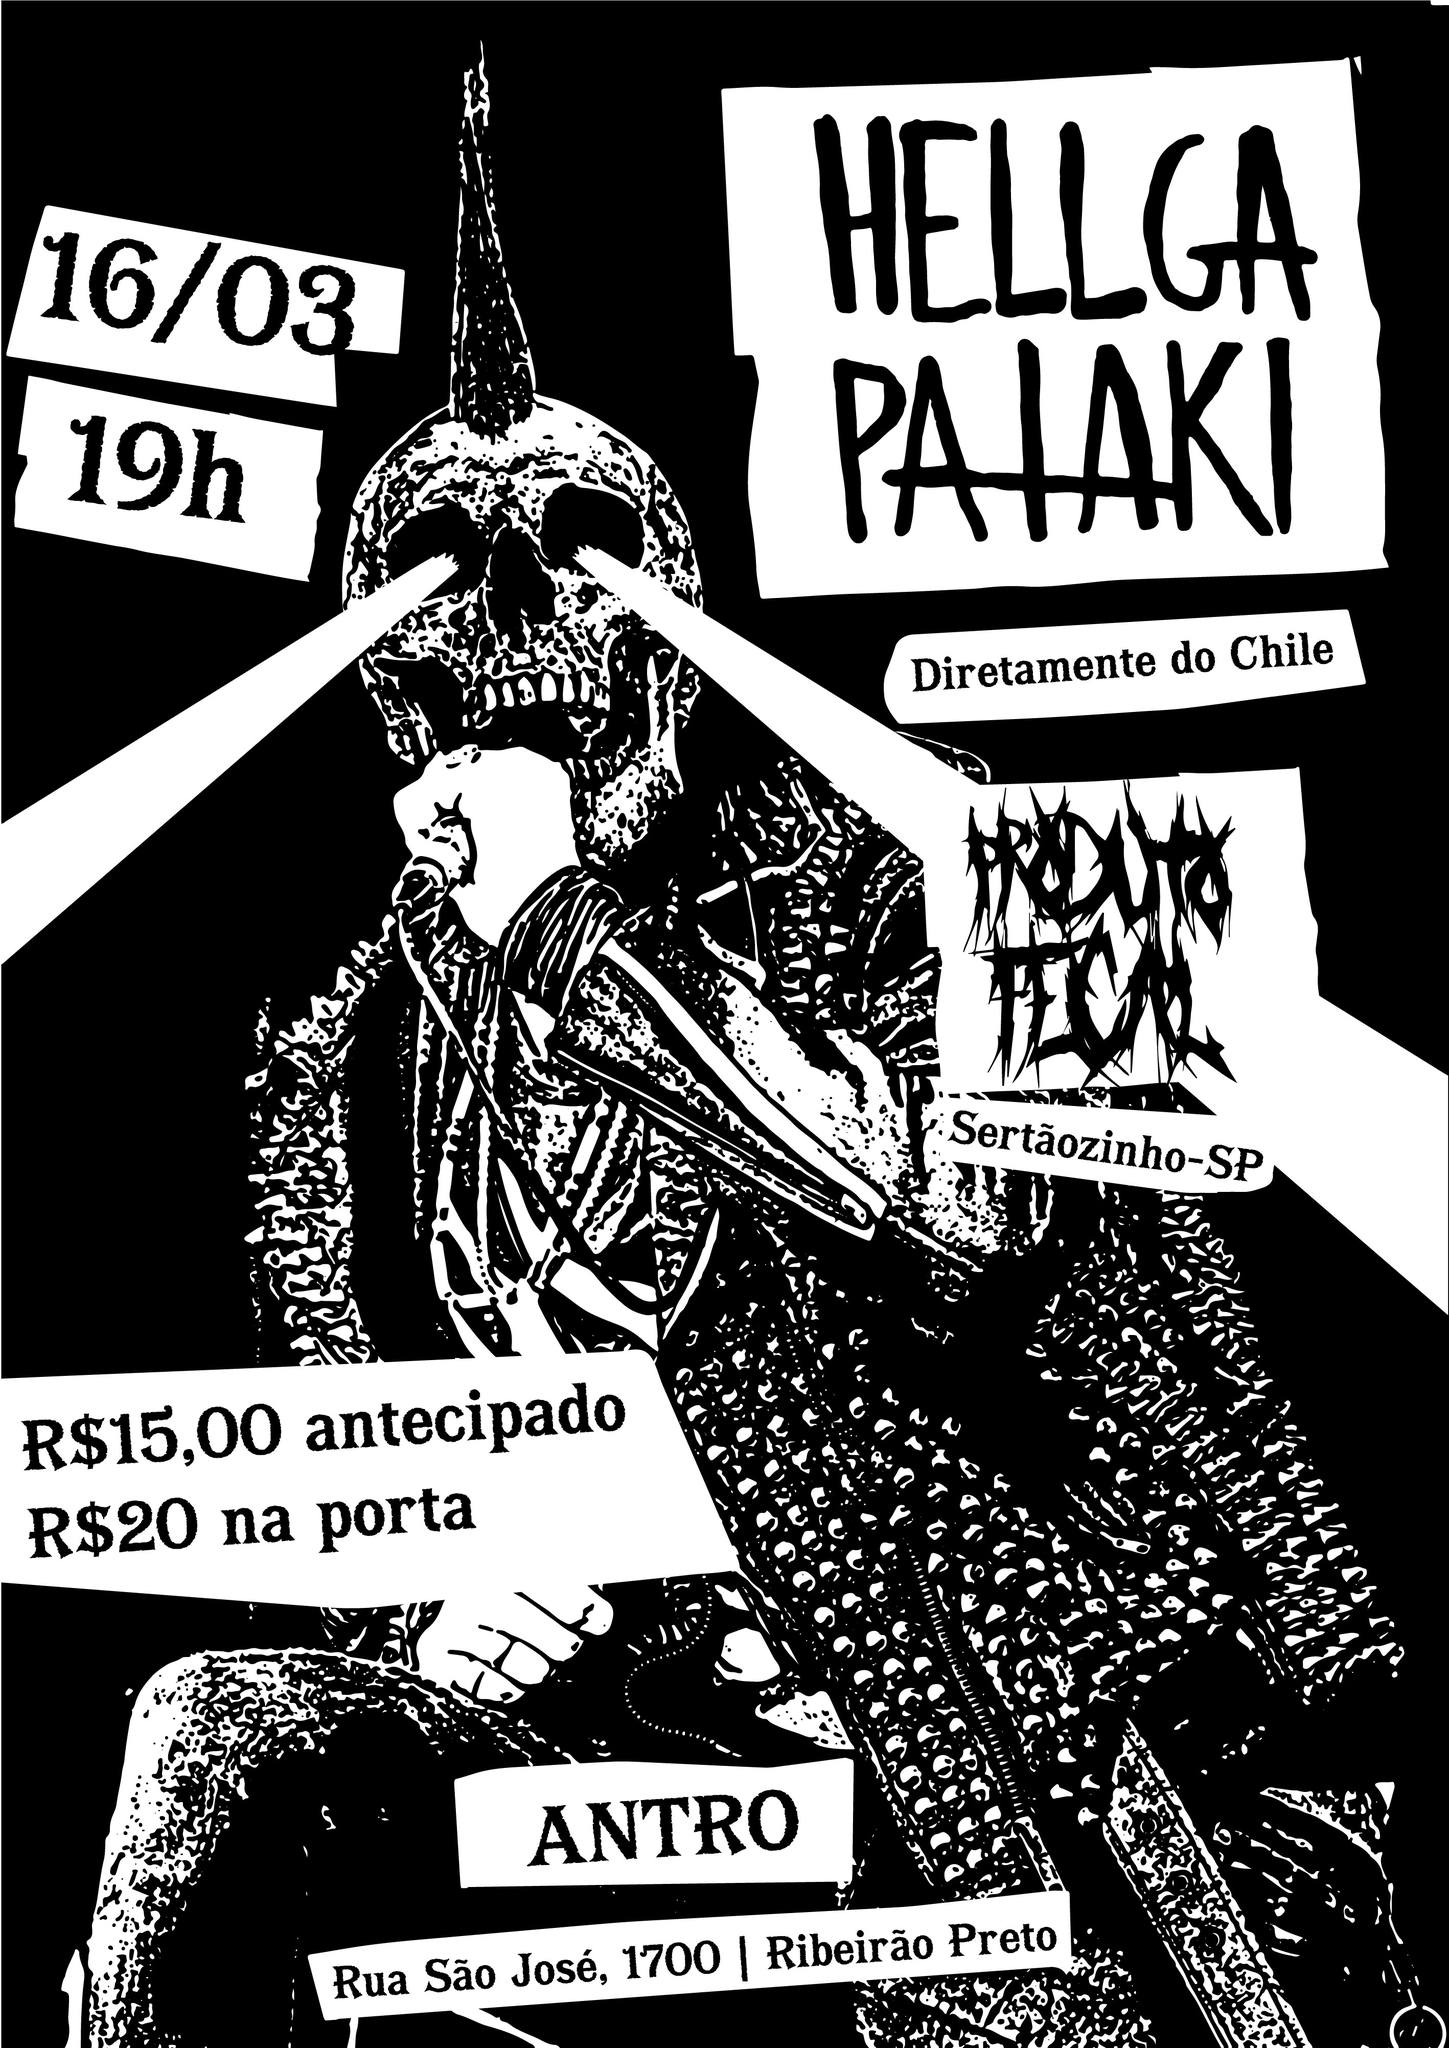 16/03
19h
HELLGA
PATAKI
Diretamente do Chile
PRODUTO
FECAL
Sertãozinho-SP
R$15,00 antecipado
R$20 na porta
ANTRO
Rua São José, 1700 | Ribeirão Preto